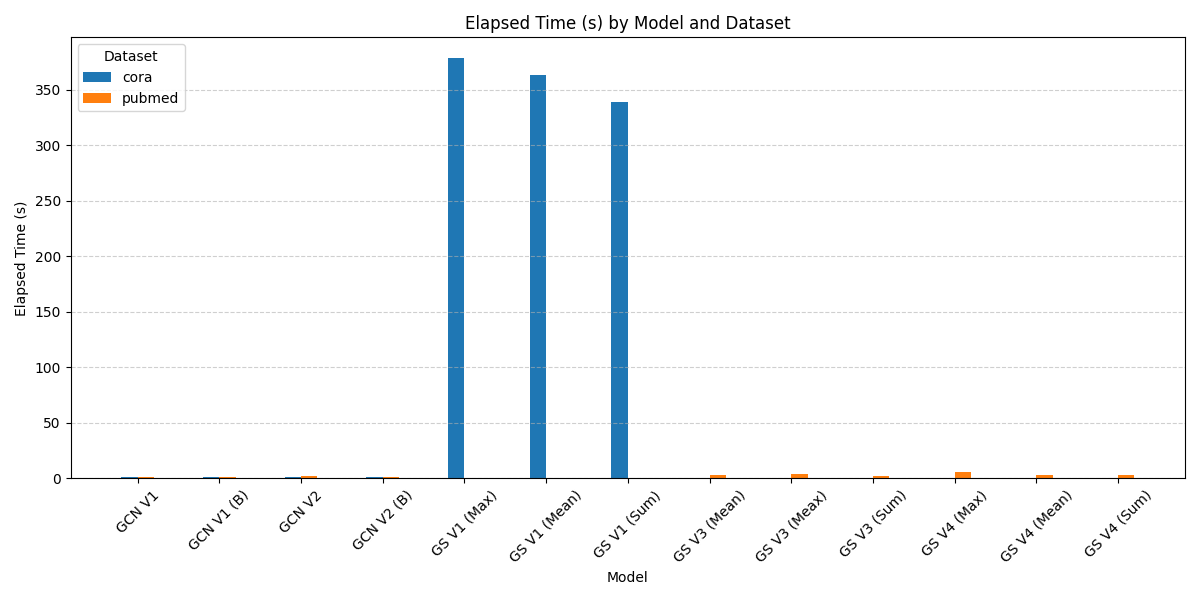 Elapsed Time (s) by Model and Dataset
Dataset
cora
pubmed
Elapsed Time (s)
350
300
250
200
150
100
50
0
GCN V1
GCN V1 (B)
GCN V2
GCN V2 (B)
GS V1 (Max)
GS V1 (Mean)
GS V1 (Sum)
GS V3 (Mean)
GS V3 (Meax)
GS V3 (Sum)
GS V4 (Max)
GS V4 (Mean)
GS V4 (Sum)
Model